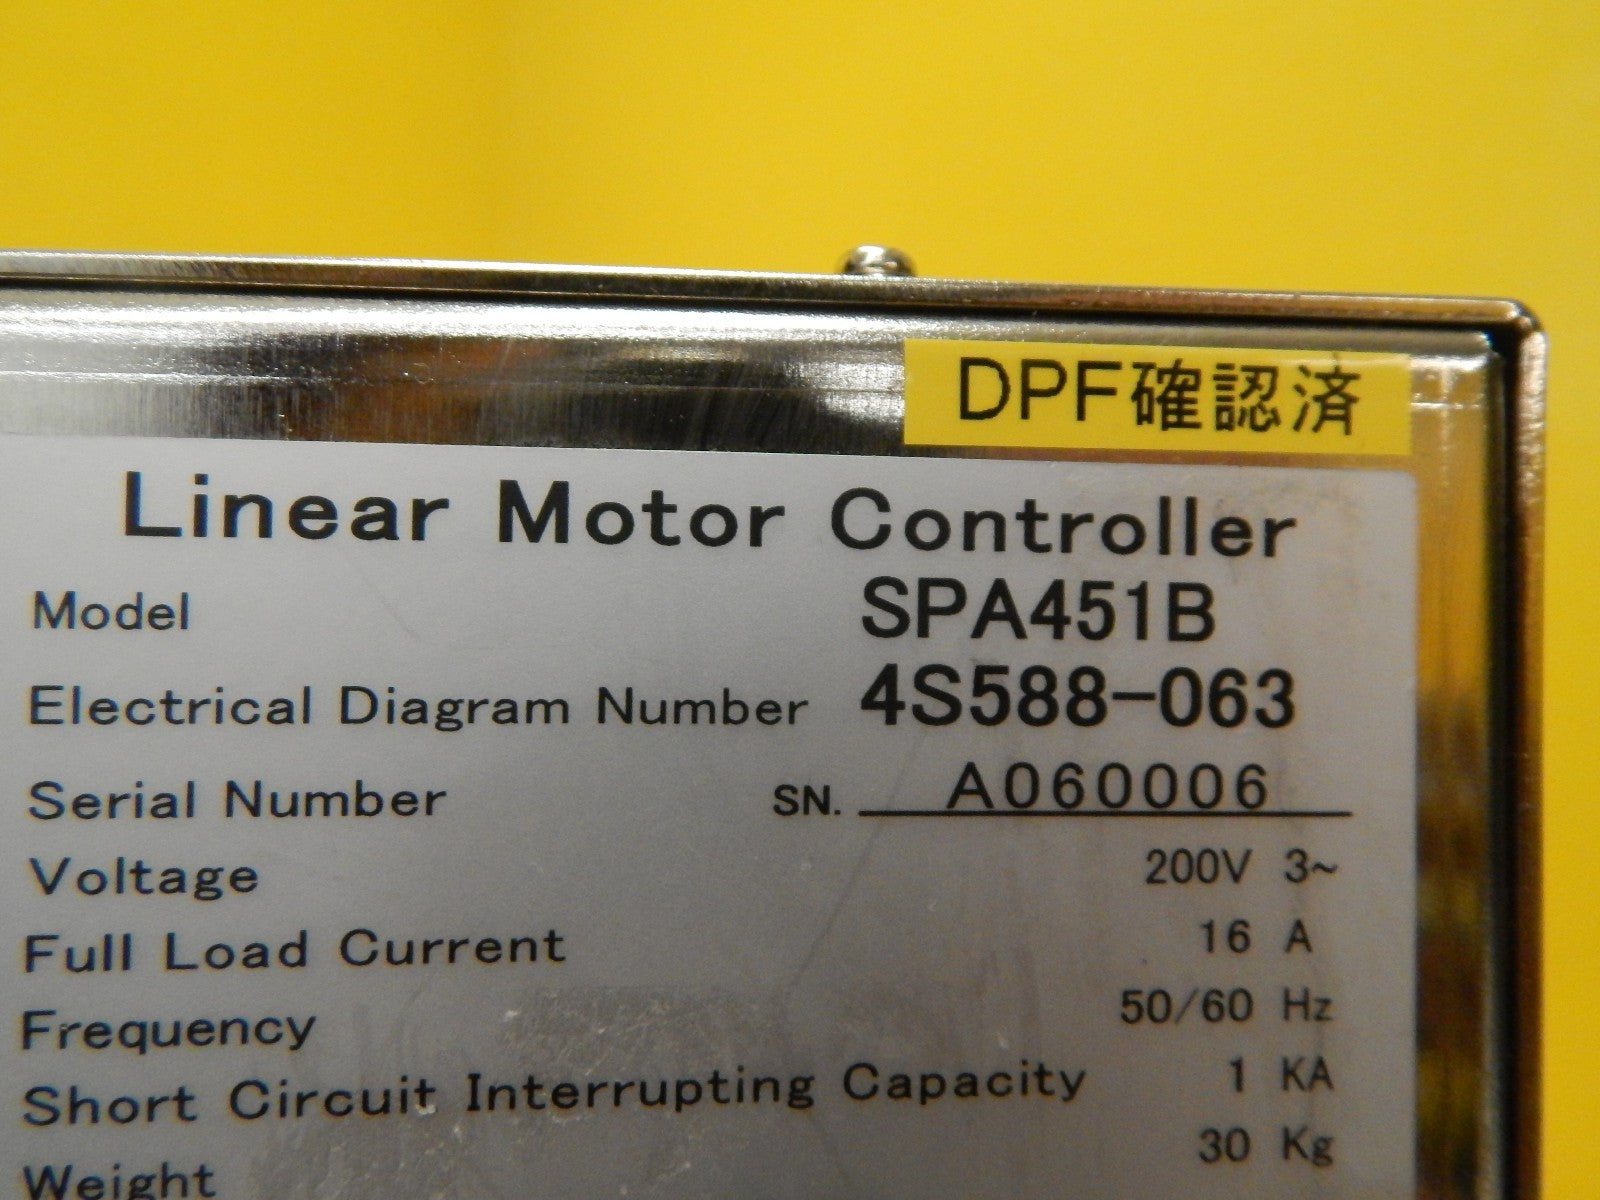 DPF確認済
Linear Motor Controller
Model SPA451B
Electrical Diagram Number 4S588-063
Serial Number SN. A060006
Voltage 200V 3~
Full Load Current 16 A
Frequency 50/60 Hz
Short Circuit Interrupting Capacity 1 KA
Weight 30 Kg